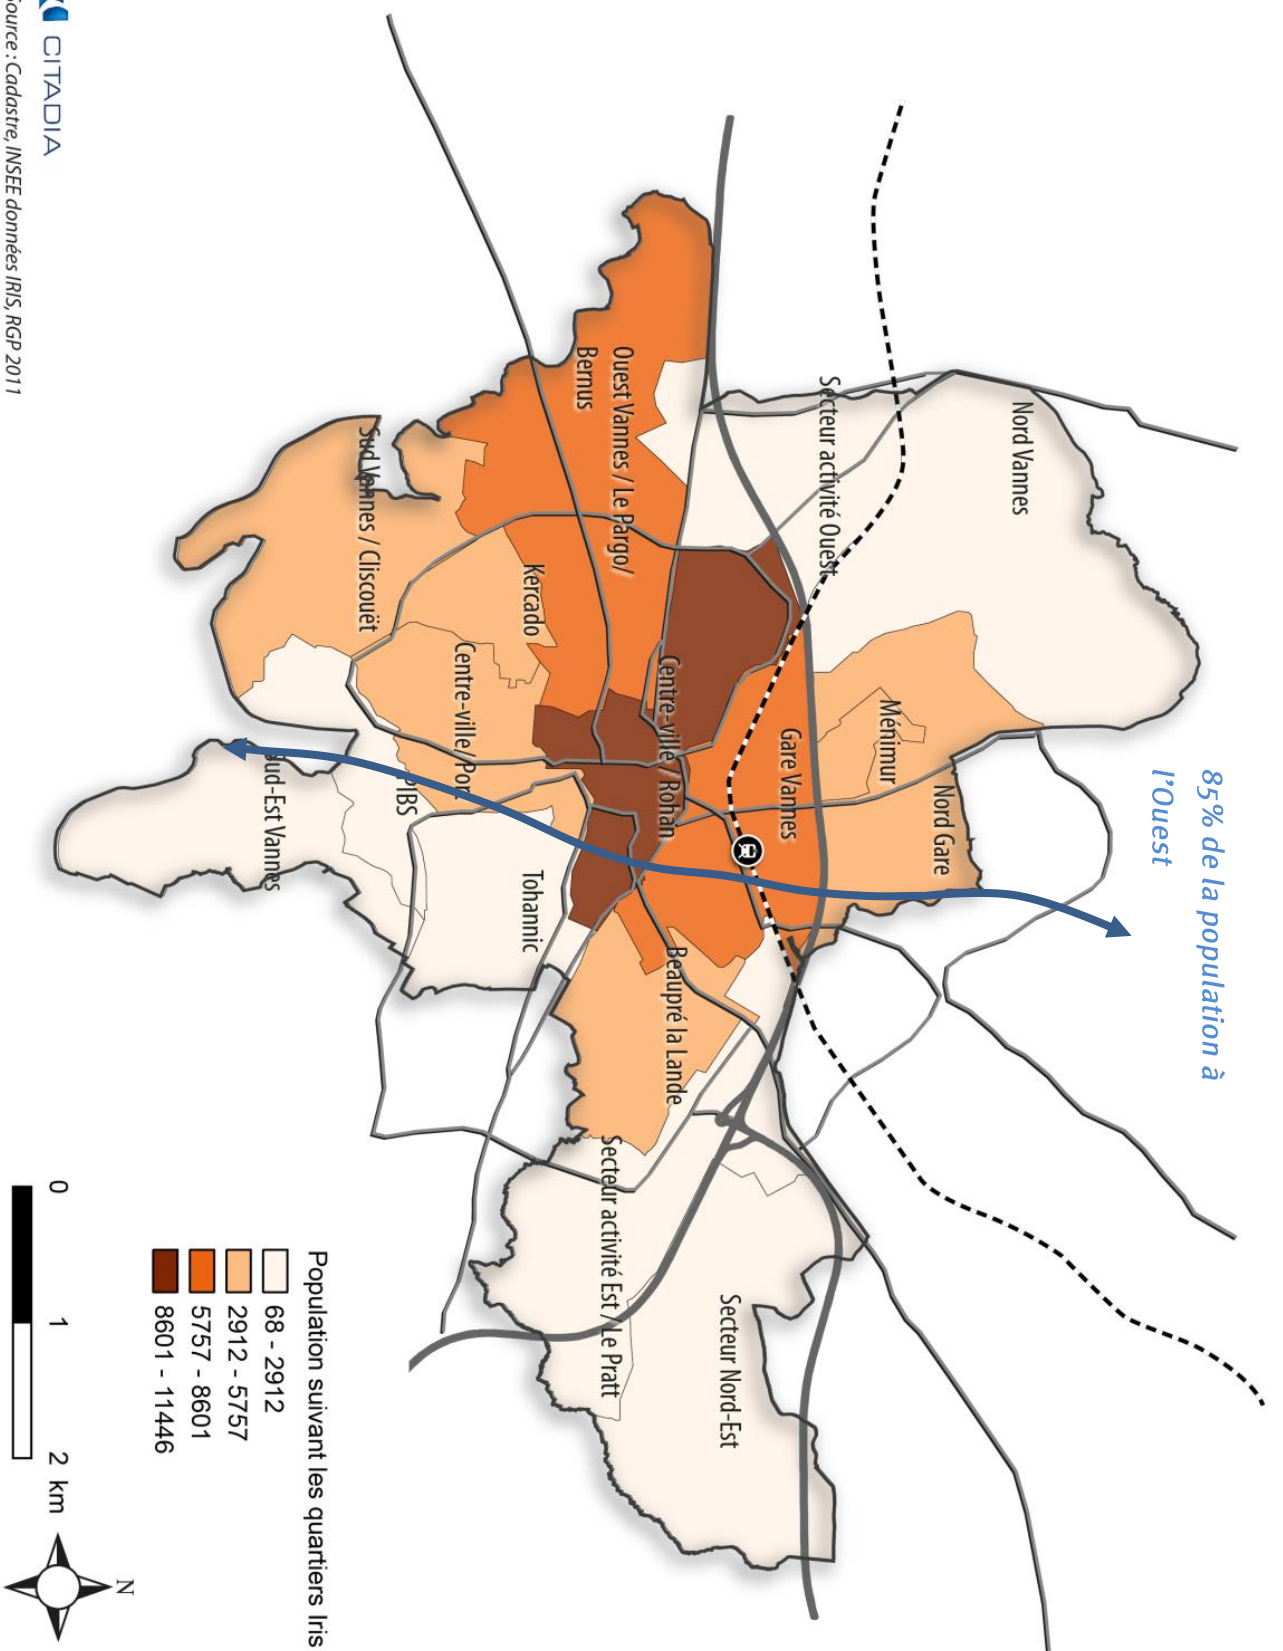 85% de la population à
l'Ouest
Nord Vannes
Secteur activité Ouest
Ménimur
Nord Gare
Gare Vannes
Ouest Vannes / Le Pargo/
Bernus
Centre-ville / Rohan
Kercado
Beaupré la Lande
Secteur Nord-Est
Secteur activité Est / Le Pratt
Centre-ville/Port
Tohannic
Sud Vannes / Cliscouët
PIBS
Sud-Est Vannes
Population suivant les quartiers Iris
68 - 2912
2912 - 5757
5757 - 8601
8601 - 11446
0 1 2 km
N
CITADIA
Source : Cadastre, INSEE données IRIS, RGP 2011